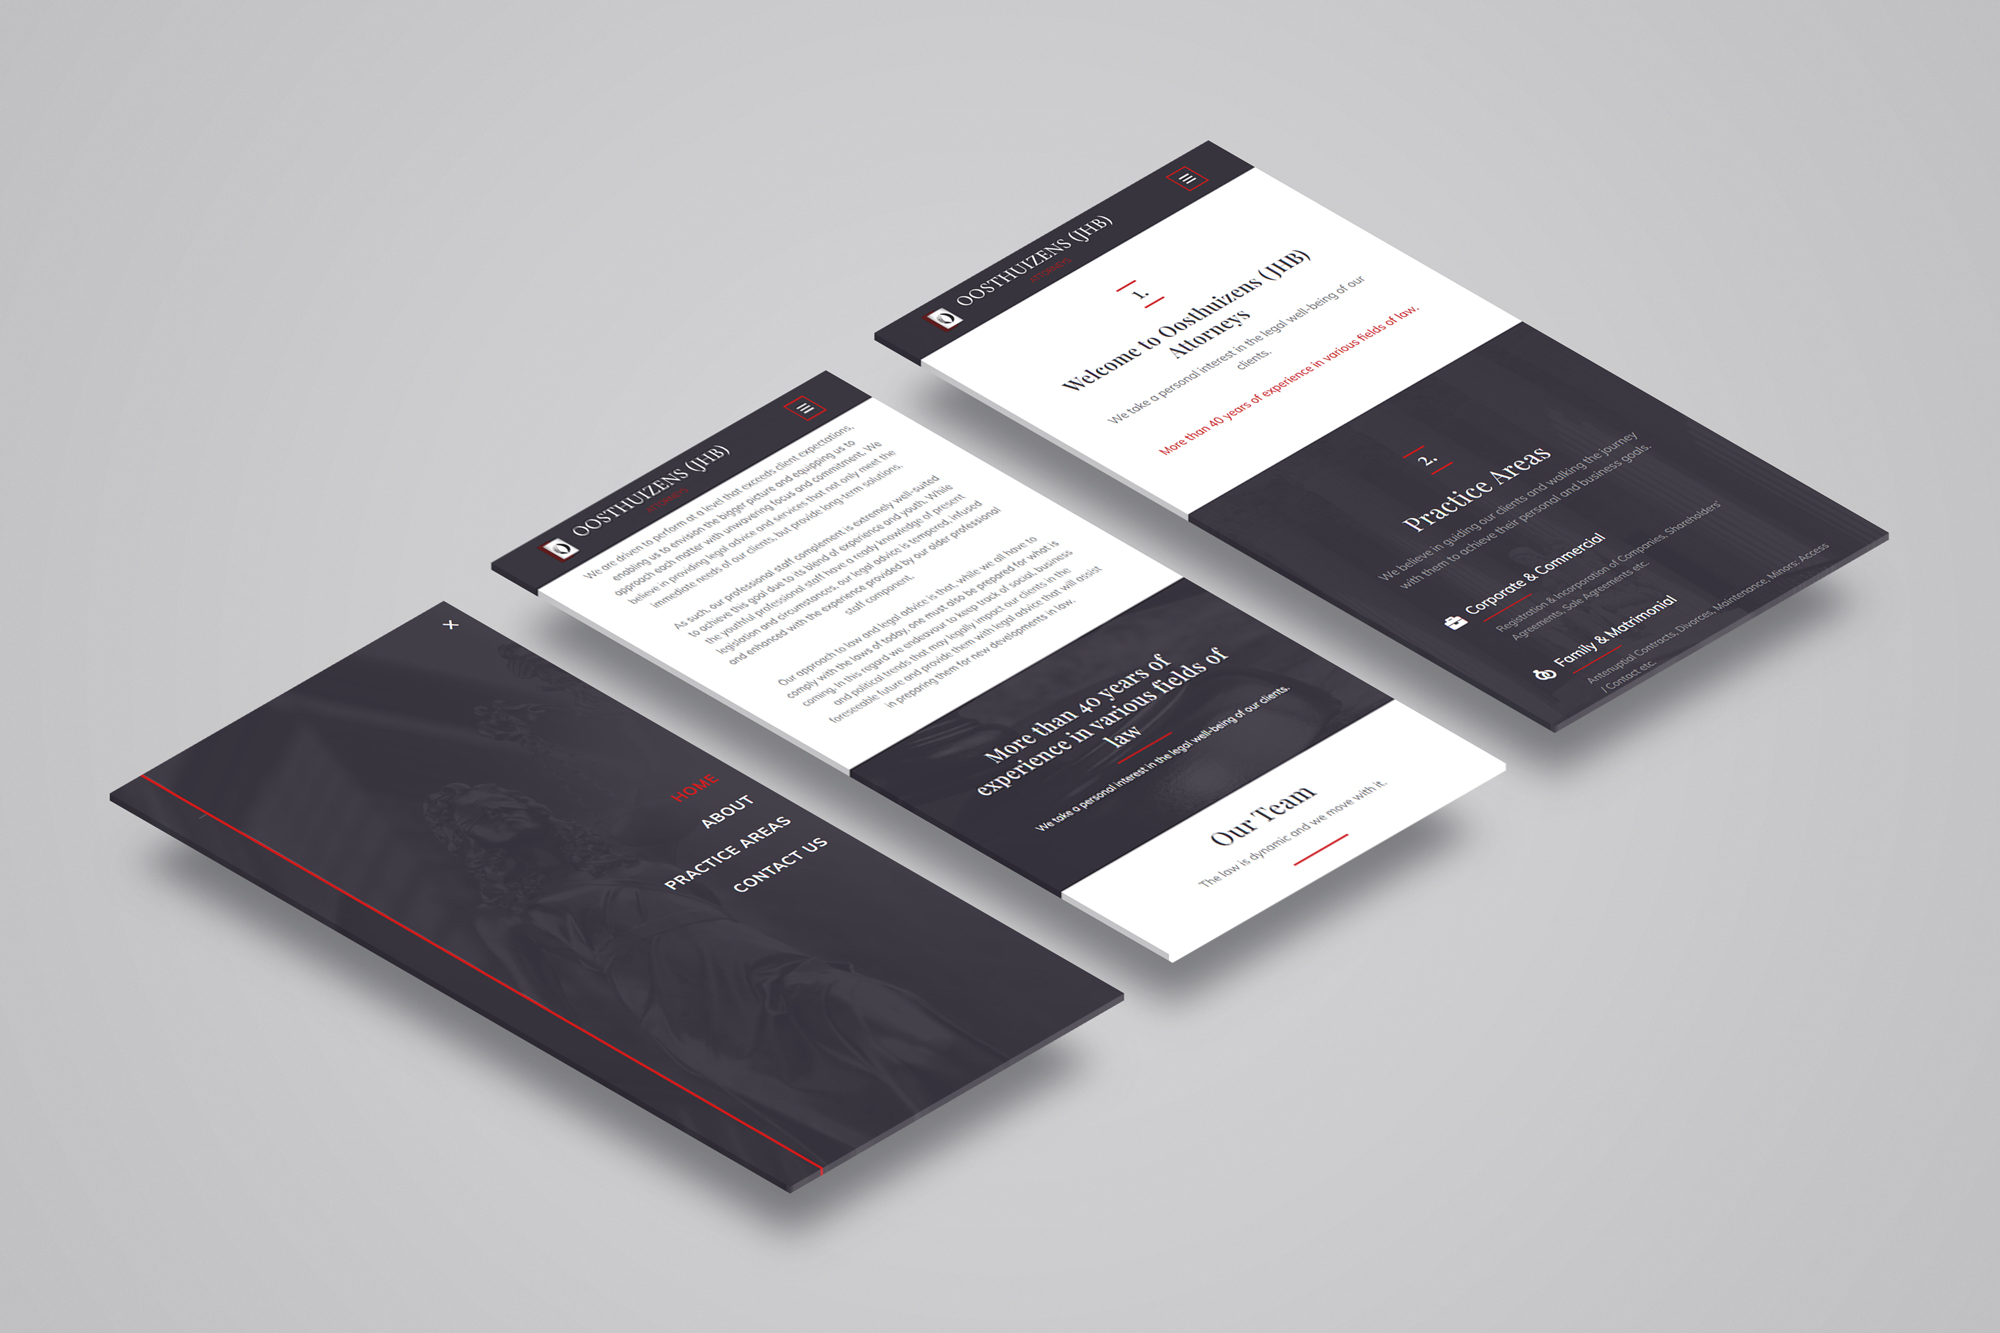 ×
HOME
ABOUT
PRACTICE AREAS
CONTACT US
OOSTHUIZENS (JHB)
ATTORNEYS
We are driven to perform at a level that exceeds client expectations,
enabling us to envision the bigger picture and equipping us to
approach each matter with unwavering focus and commitment. We
believe in providing legal advice and services that not only meet the
immediate needs of our clients, but provide long-term solutions.
As such, our professional staff complement is extremely well-suited
to achieve this goal due to its blend of experience and youth. While
the youthful professional staff have a ready knowledge of present
legislation and circumstances, our legal advice is tempered, infused
and enhanced with the experience provided by our older professional
staff component.
Our approach to law and legal advice is that, while we all have to
comply with the laws of today, one must also be prepared for what is
coming. In this regard we endeavour to keep track of social, business
and political trends that may legally impact our clients in the
foreseeable future and provide them with legal advice that will assist
in preparing them for new developments in law.
More than 40 years of
experience in various fields of
law
We take a personal interest in the legal well-being of our clients.
Our Team
The law is dynamic and we move with it.
OOSTHUIZENS (JHB)
ATTORNEYS
1.
Welcome to Oosthuizens (JHB)
Attorneys
We take a personal interest in the legal well-being of our
clients.
More than 40 years of experience in various fields of law.
2.
Practice Areas
We believe in guiding our clients and walking the journey
with them to achieve their personal and business goals.
Corporate & Commercial
Registration & Incorporation of Companies, Shareholders'
Agreements, Sale Agreements etc.
Family & Matrimonial
Antenuptial Contracts, Divorces, Maintenance, Minors: Access
/ Contact etc.